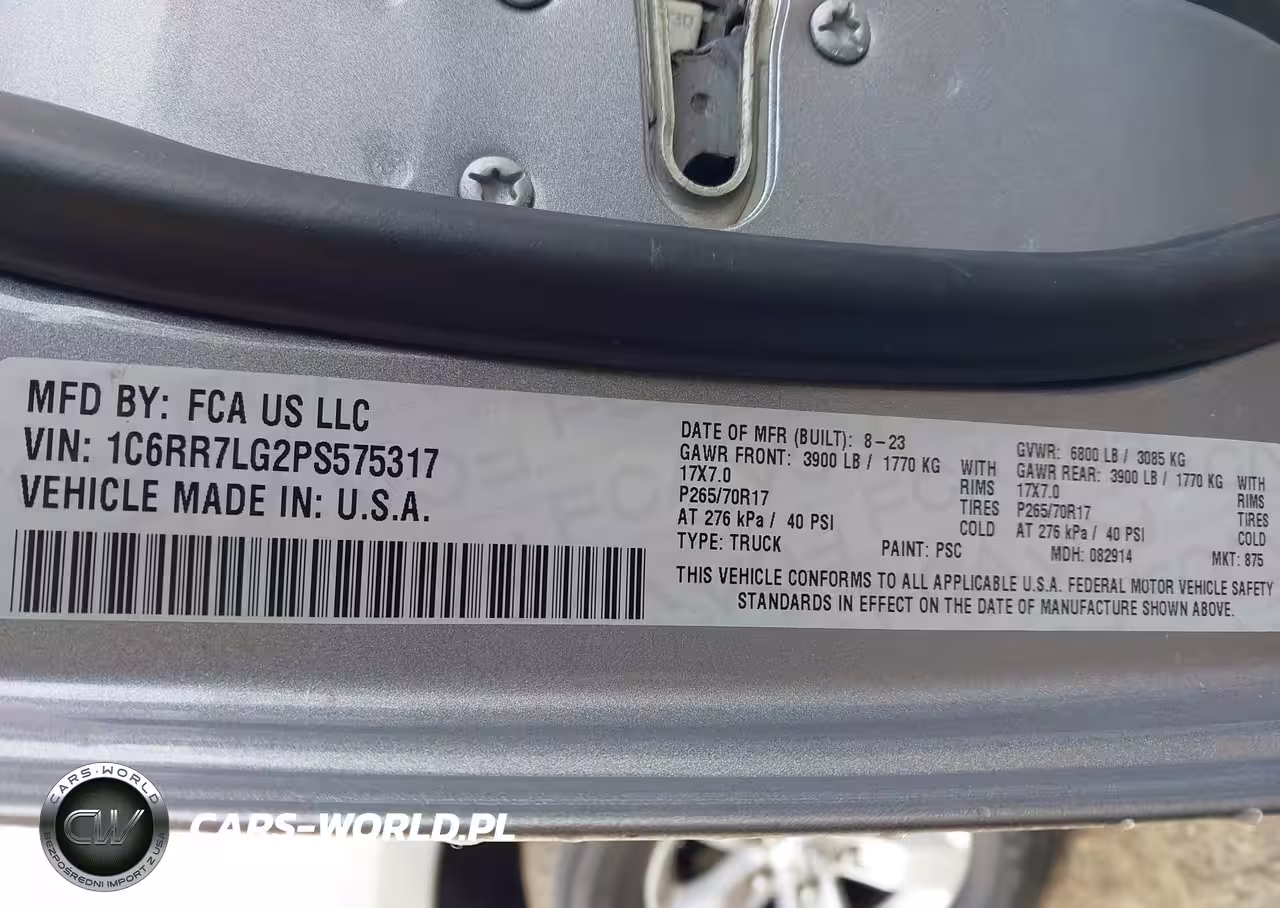 MFD BY: FCA US LLC
VIN: 1C6RR7LG2PS575317
VEHICLE MADE IN: U.S.A.
DATE OF MFR (BUILT): 8-23
GAWR FRONT: 3900 LB / 1770 KG WITH
17X7.0 RIMS
P265/70R17 TIRES
AT 276 kPa / 40 PSI COLD
GVWR: 6800 LB / 3085 KG
GAWR REAR: 3900 LB / 1770 KG WITH
17X7.0 RIMS
P265/70R17 TIRES
AT 276 kPa / 40 PSI COLD
TYPE: TRUCK PAINT: PSC MDH: 082914 MKT: 875
THIS VEHICLE CONFORMS TO ALL APPLICABLE U.S.A. FEDERAL MOTOR VEHICLE SAFETY
STANDARDS IN EFFECT ON THE DATE OF MANUFACTURE SHOWN ABOVE.
CARS-WORLD
CW
BEZPOŚREDNI IMPORT Z USA
CARS-WORLD.PL